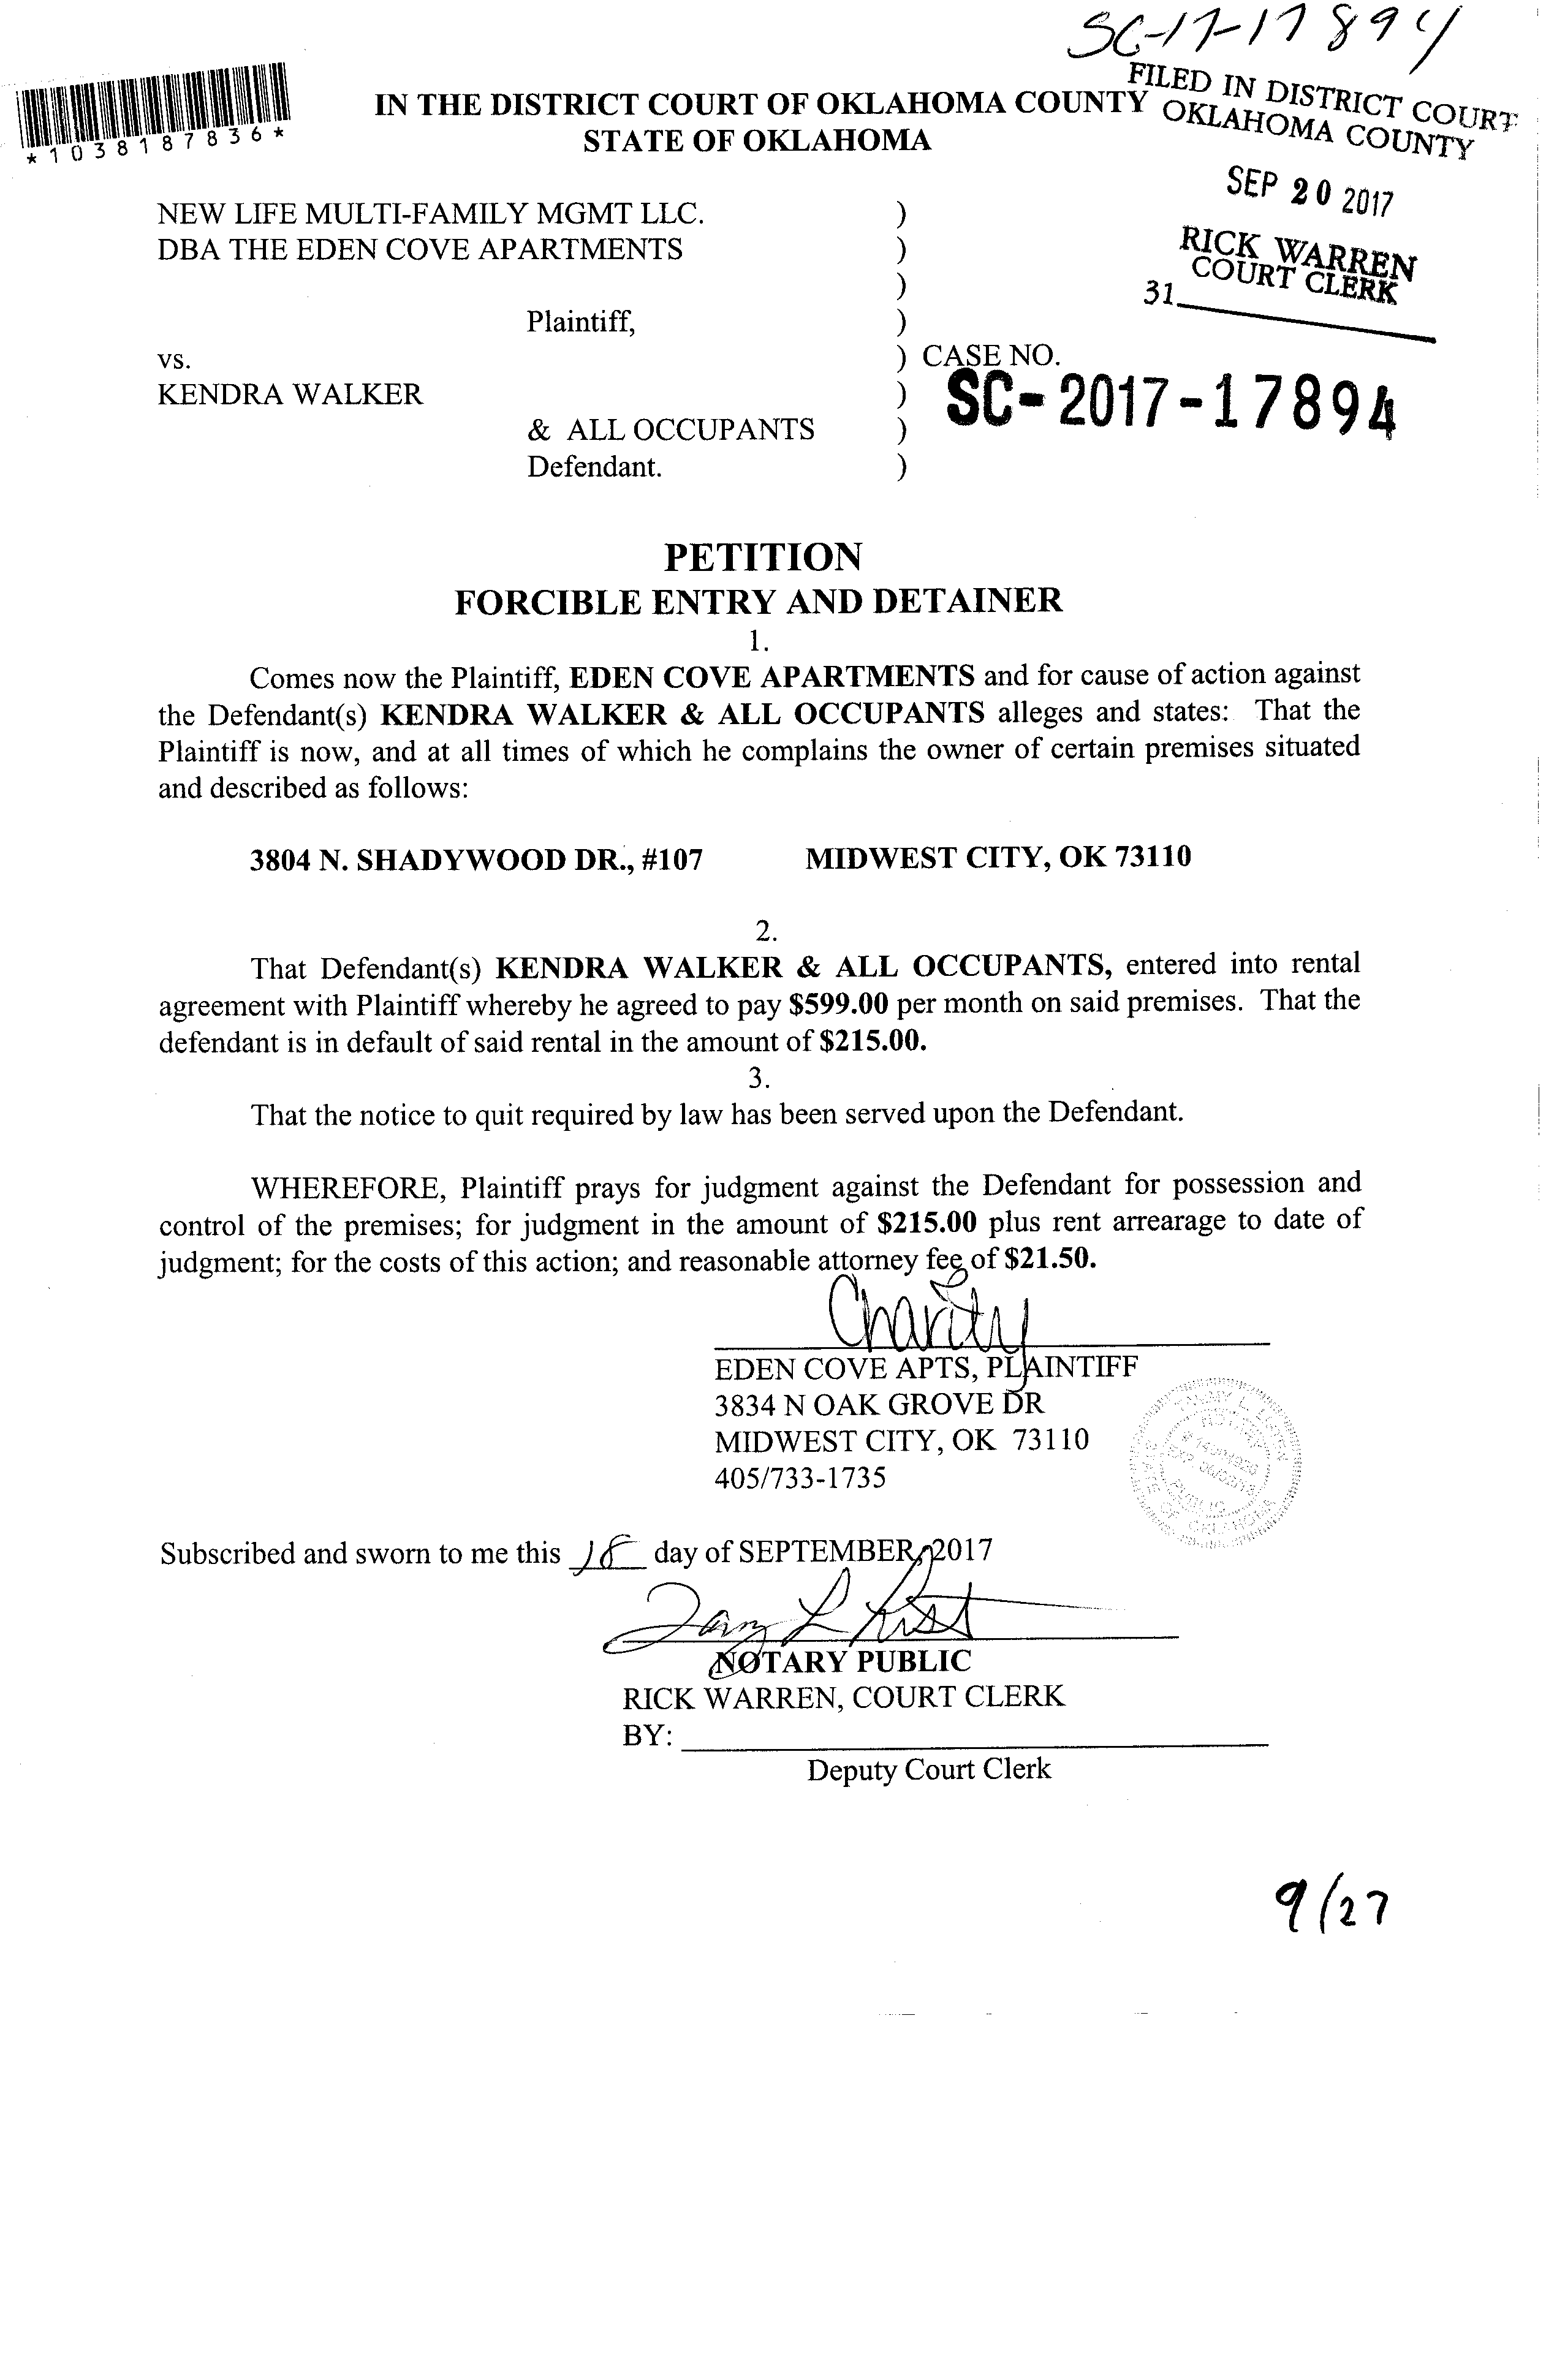 SC-17-17894
*1038187836*
IN THE DISTRICT COURT OF OKLAHOMA COUNTY
STATE OF OKLAHOMA
FILED IN DISTRICT COURT
OKLAHOMA COUNTY
SEP 20 2017
RICK WARREN
COURT CLERK
31
NEW LIFE MULTI-FAMILY MGMT LLC. )
DBA THE EDEN COVE APARTMENTS )
)
Plaintiff, )
vs. ) CASE NO.
KENDRA WALKER ) SC-2017-17894
& ALL OCCUPANTS )
Defendant. )
PETITION
FORCIBLE ENTRY AND DETAINER
1.
Comes now the Plaintiff, EDEN COVE APARTMENTS and for cause of action against
the Defendant(s) KENDRA WALKER & ALL OCCUPANTS alleges and states: That the
Plaintiff is now, and at all times of which he complains the owner of certain premises situated
and described as follows:
3804 N. SHADYWOOD DR., #107 MIDWEST CITY, OK 73110
2.
That Defendant(s) KENDRA WALKER & ALL OCCUPANTS, entered into rental
agreement with Plaintiff whereby he agreed to pay $599.00 per month on said premises. That the
defendant is in default of said rental in the amount of $215.00.
3.
That the notice to quit required by law has been served upon the Defendant.
WHEREFORE, Plaintiff prays for judgment against the Defendant for possession and
control of the premises; for judgment in the amount of $215.00 plus rent arrearage to date of
judgment; for the costs of this action; and reasonable attorney fee of $21.50.
Charity
EDEN COVE APTS, PLAINTIFF
3834 N OAK GROVE DR
MIDWEST CITY, OK 73110
405/733-1735
NOTARY
PUBLIC
STATE OF OKLAHOMA
Subscribed and sworn to me this 18 day of SEPTEMBER, 2017
NOTARY PUBLIC
RICK WARREN, COURT CLERK
BY:
Deputy Court Clerk
9/27